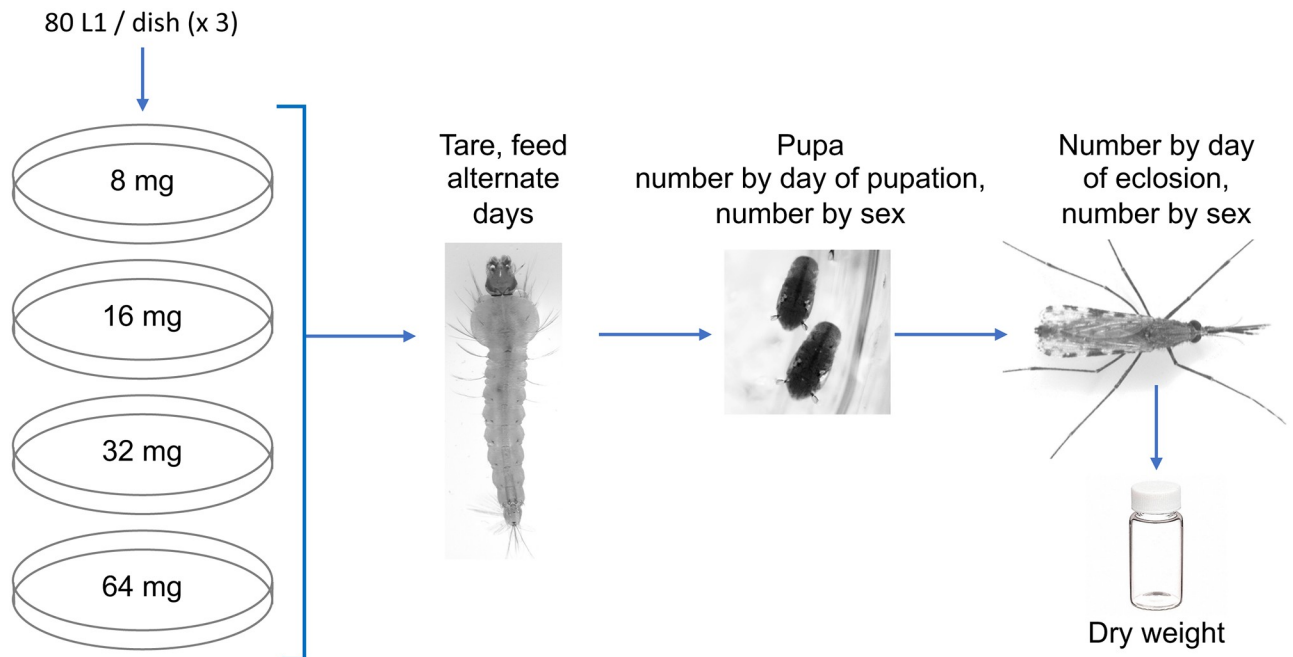 80 L1 / dish (x 3)
8 mg
16 mg
32 mg
64 mg
Tare, feed
alternate
days
Pupa
number by day of pupation,
number by sex
Number by day
of eclosion,
number by sex
Dry weight